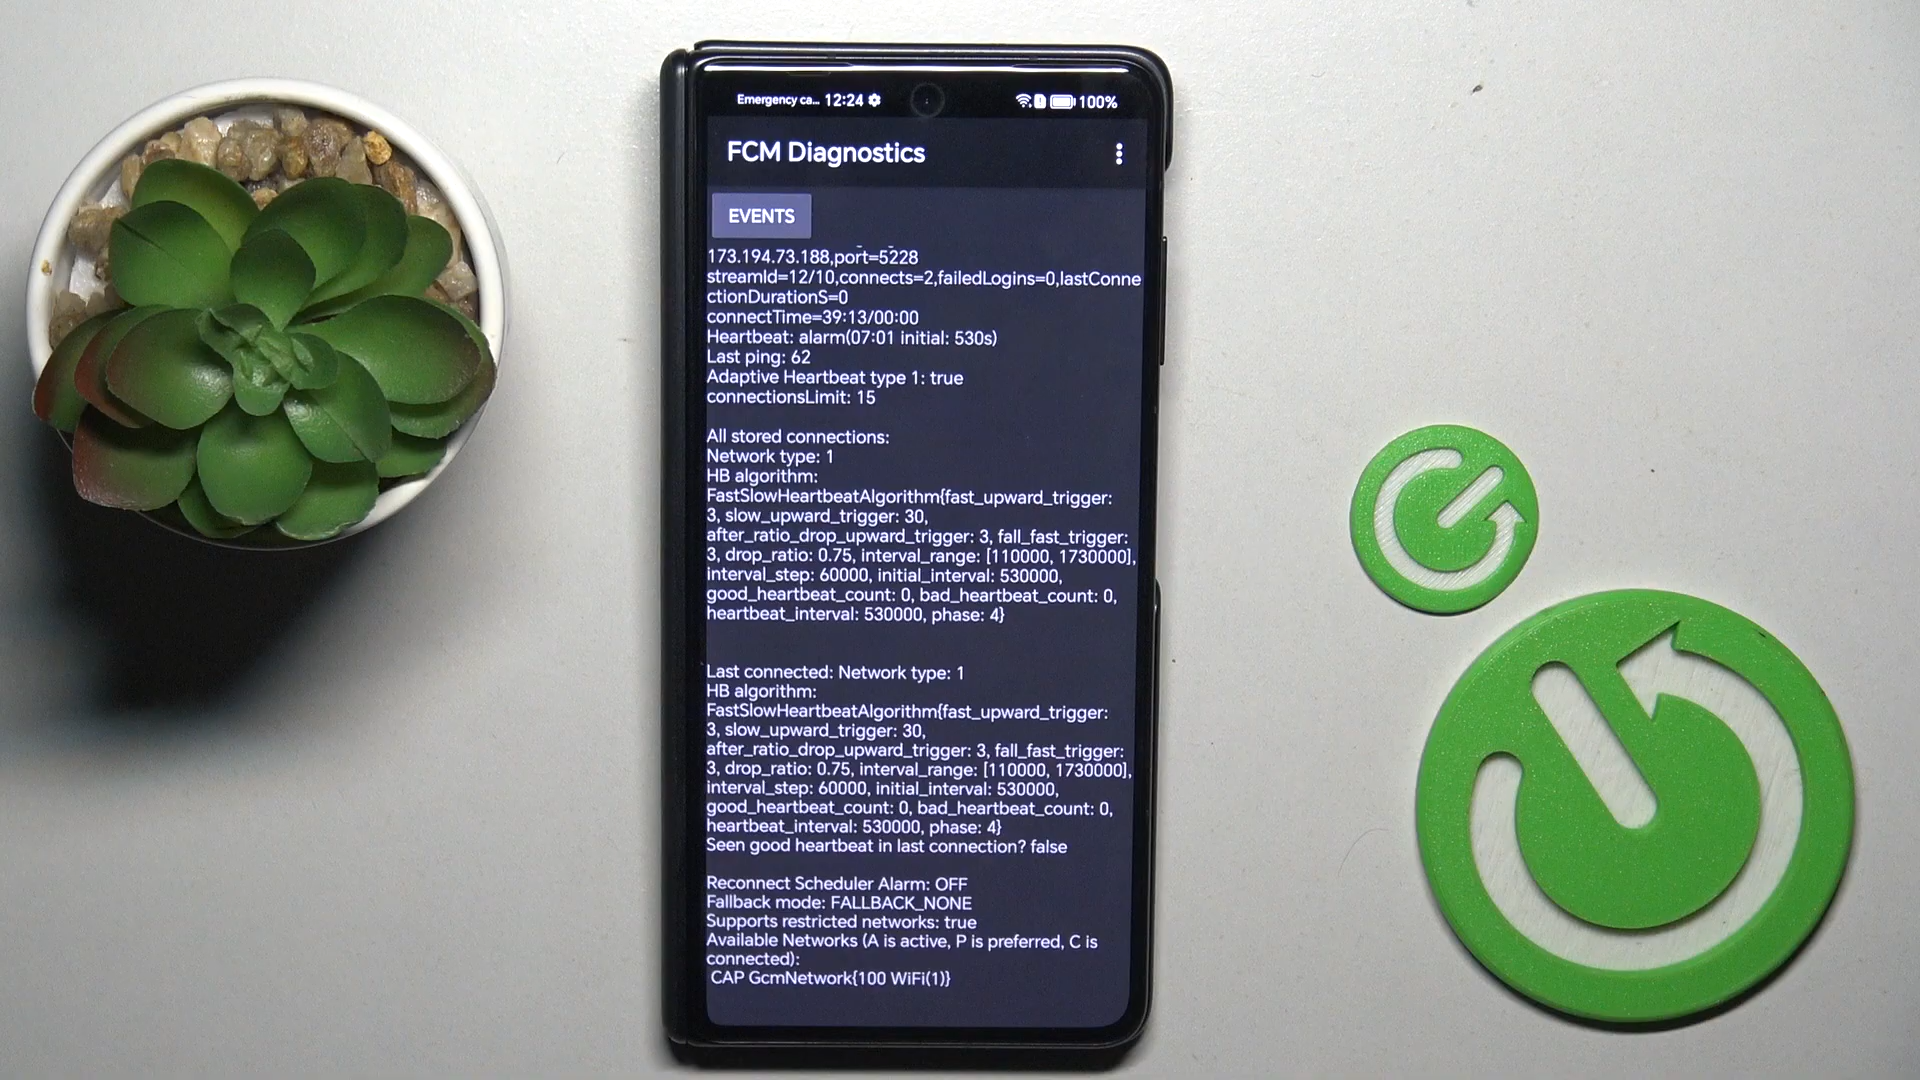 Emergency ca... 12:24 100%
FCM Diagnostics
EVENTS
173.194.73.188,port=5228
streamId=12/10,connects=2,failedLogins=0,lastConne
ctionDurationS=0
connectTime=39:13/00:00
Heartbeat: alarm(07:01 initial: 530s)
Last ping: 62
Adaptive Heartbeat type 1: true
connectionsLimit: 15
All stored connections:
Network type: 1
HB algorithm:
FastSlowHeartbeatAlgorithm{fast_upward_trigger:
3, slow_upward_trigger: 30,
after_ratio_drop_upward_trigger: 3, fall_fast_trigger:
3, drop_ratio: 0.75, interval_range: [110000, 1730000],
interval_step: 60000, initial_interval: 530000,
good_heartbeat_count: 0, bad_heartbeat_count: 0,
heartbeat_interval: 530000, phase: 4}
Last connected: Network type: 1
HB algorithm:
FastSlowHeartbeatAlgorithm{fast_upward_trigger:
3, slow_upward_trigger: 30,
after_ratio_drop_upward_trigger: 3, fall_fast_trigger:
3, drop_ratio: 0.75, interval_range: [110000, 1730000],
interval_step: 60000, initial_interval: 530000,
good_heartbeat_count: 0, bad_heartbeat_count: 0,
heartbeat_interval: 530000, phase: 4}
Seen good heartbeat in last connection? false
Reconnect Scheduler Alarm: OFF
Fallback mode: FALLBACK_NONE
Supports restricted networks: true
Available Networks (A is active, P is preferred, C is
connected):
CAP GcmNetwork{100 WiFi(1)}